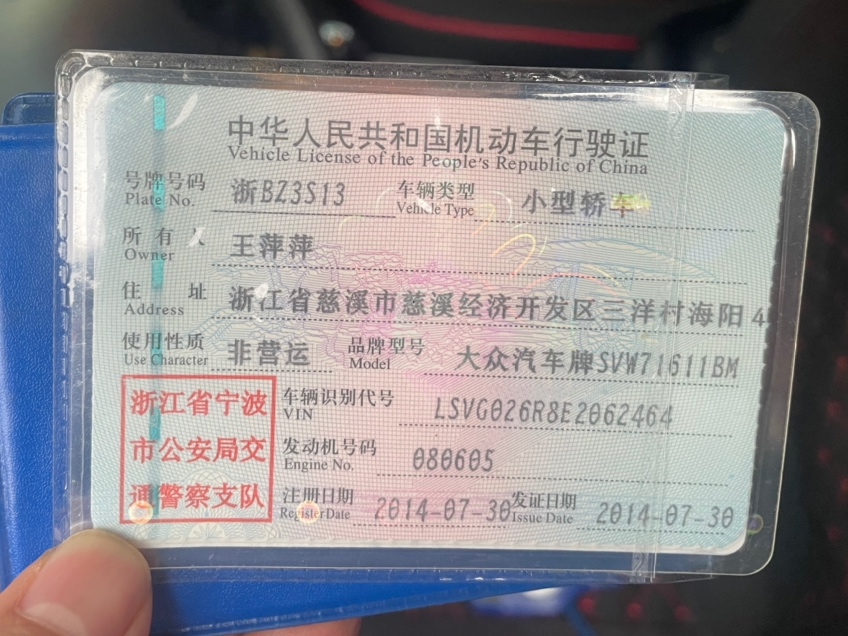 中华人民共和国机动车行驶证
Vehicle License of the People's Republic of China
号牌号码 浙BZ3S13 车辆类型 小型轿车
Plate No. Vehicle Type
所有人 王萍萍
Owner
住址 浙江省慈溪市慈溪经济开发区三洋村海阳4
Address
使用性质 非营运 品牌型号 大众汽车牌SVW71611BM
Use Character Model
浙江省宁波 车辆识别代号 LSVG026R8E2062464
VIN
市公安局交 发动机号码 080605
Engine No.
通警察支队 注册日期 2014-07-30 发证日期 2014-07-30
Register Date Issue Date